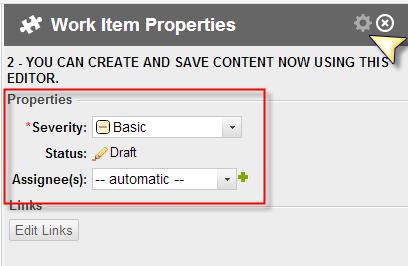 Work Item Properties
2 - YOU CAN CREATE AND SAVE CONTENT NOW USING THIS
EDITOR.
Properties
*Severity: Basic
Status: Draft
Assignee(s): -- automatic --
Links
Edit Links